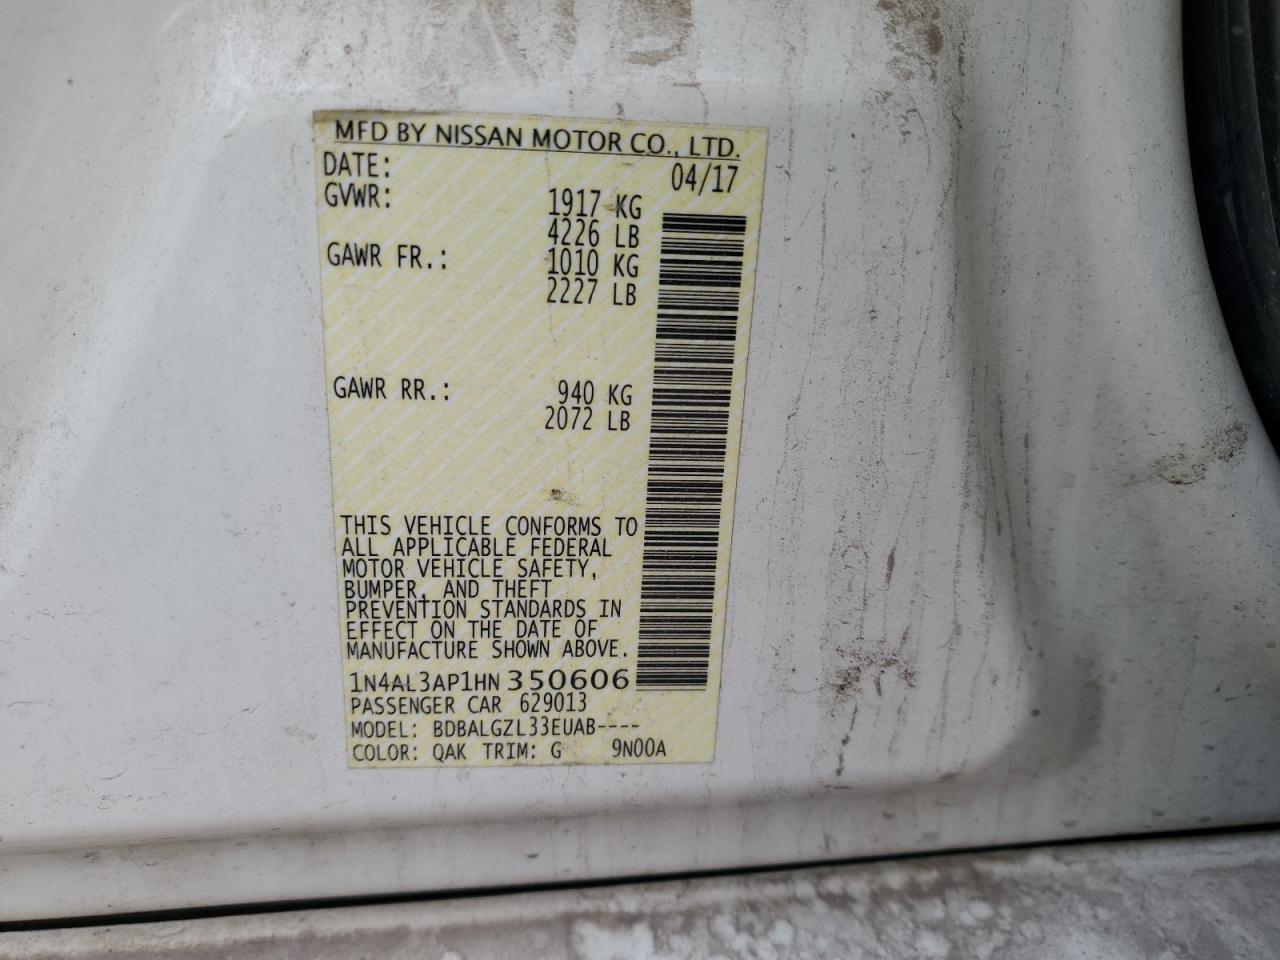 MFD BY NISSAN MOTOR CO., LTD.
DATE: 04/17
GVWR: 1917 KG
4226 LB
GAWR FR.: 1010 KG
2227 LB
GAWR RR.: 940 KG
2072 LB
THIS VEHICLE CONFORMS TO
ALL APPLICABLE FEDERAL
MOTOR VEHICLE SAFETY,
BUMPER, AND THEFT
PREVENTION STANDARDS IN
EFFECT ON THE DATE OF
MANUFACTURE SHOWN ABOVE.
1N4AL3AP1HN350606
PASSENGER CAR 629013
MODEL: BDBALGZL33EUAB----
COLOR: QAK TRIM: G 9N00A